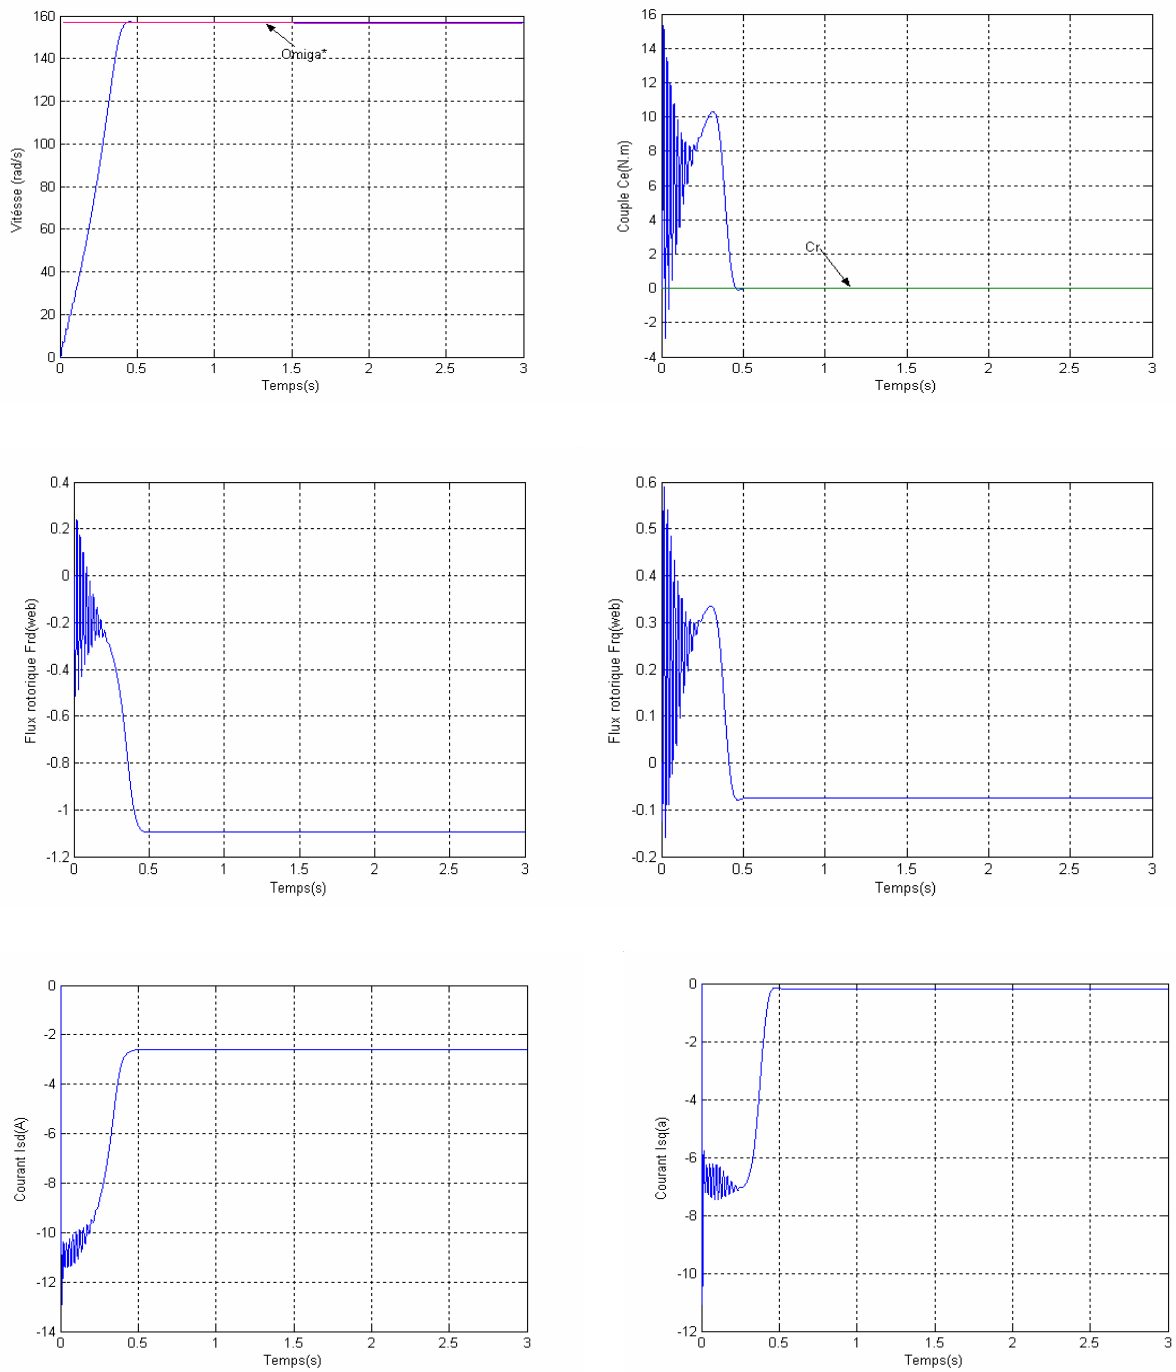 160
140
120
100
80
60
40
20
0
Vitésse (rad/s)
Omiga*
0 0.5 1 1.5 2 2.5 3
Temps(s)
16
14
12
10
8
6
4
2
0
-2
-4
Couple Ce(N.m)
Cr
0 0.5 1 1.5 2 2.5 3
Temps(s)
0.4
0.2
0
-0.2
-0.4
-0.6
-0.8
-1
-1.2
Flux rotorique Frd(web)
0 0.5 1 1.5 2 2.5 3
Temps(s)
0.6
0.5
0.4
0.3
0.2
0.1
0
-0.1
-0.2
Flux rotorique Frq(web)
0 0.5 1 1.5 2 2.5 3
Temps(s)
0
-2
-4
-6
-8
-10
-12
-14
Courant Isd(A)
0 0.5 1 1.5 2 2.5 3
Temps(s)
0
-2
-4
-6
-8
-10
-12
Courant Isq(a)
0 0.5 1 1.5 2 2.5 3
Temps(s)